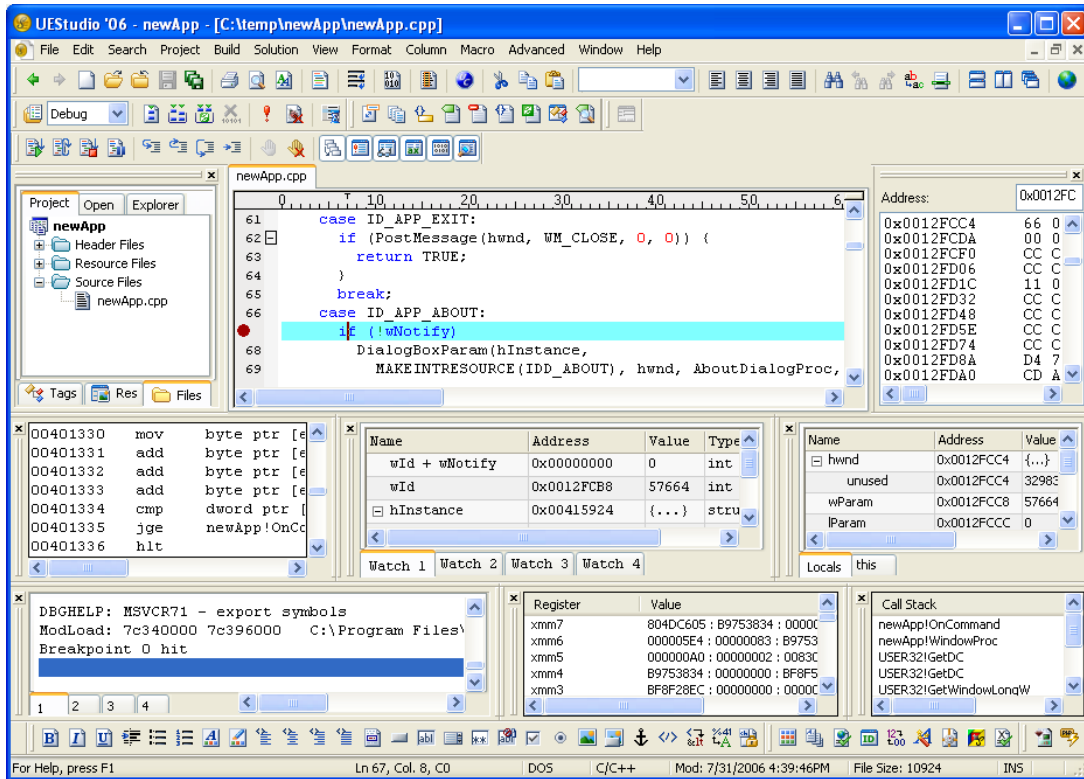 UEStudio '06 - newApp - [C:\temp\newApp\newApp.cpp]
File Edit Search Project Build Solution View Format Column Macro Advanced Window Help
Debug
newApp.cpp
Project Open Explorer
newApp
Header Files
Resource Files
Source Files
newApp.cpp
Tags Res Files
0 10 20 30 40 50 6
61 case ID_APP_EXIT:
62 if (PostMessage(hwnd, WM_CLOSE, 0, 0)) {
63 return TRUE;
64 }
65 break;
66 case ID_APP_ABOUT:
if (!wNotify)
68 DialogBoxParam(hInstance,
69 MAKEINTRESOURCE(IDD_ABOUT), hwnd, AboutDialogProc,
Address: 0x0012FC
0x0012FCC4 66 0
0x0012FCDA 00 0
0x0012FCF0 CC C
0x0012FD06 CC C
0x0012FD1C 11 0
0x0012FD32 CC C
0x0012FD48 CC C
0x0012FD5E CC C
0x0012FD74 CC C
0x0012FD8A D4 7
0x0012FDA0 CD A
00401330 mov byte ptr [e
00401331 add byte ptr [e
00401332 add byte ptr [e
00401333 add byte ptr [e
00401334 cmp dword ptr [
00401335 jge newApp!OnCo
00401336 hlt
Name Address Value Type
wId + wNotify 0x00000000 0 int
wId 0x0012FCB8 57664 int
hInstance 0x00415924 {...} stru
Watch 1 Watch 2 Watch 3 Watch 4
Name Address Value
hwnd 0x0012FCC4 {...}
unused 0x0012FCC4 32983
wParam 0x0012FCC8 57664
lParam 0x0012FCCC 0
Locals this
DBGHELP: MSVCR71 - export symbols
ModLoad: 7c340000 7c396000 C:\Program Files\
Breakpoint 0 hit
1 2 3 4
Register Value
xmm7 804DC605 : B9753834 : 0000C
xmm6 000005E4 : 00000083 : B9753
xmm5 000000A0 : 00000002 : 0083C
xmm4 B9753834 : 00000000 : BF8F5
xmm3 BF8F28EC : 00000000 : 0000C
Call Stack
newApp!OnCommand
newApp!WindowProc
USER32!GetDC
USER32!GetDC
USER32!GetWindowLongW
For Help, press F1 Ln 67, Col. 8, C0 DOS C/C++ Mod: 7/31/2006 4:39:46PM File Size: 10924 INS